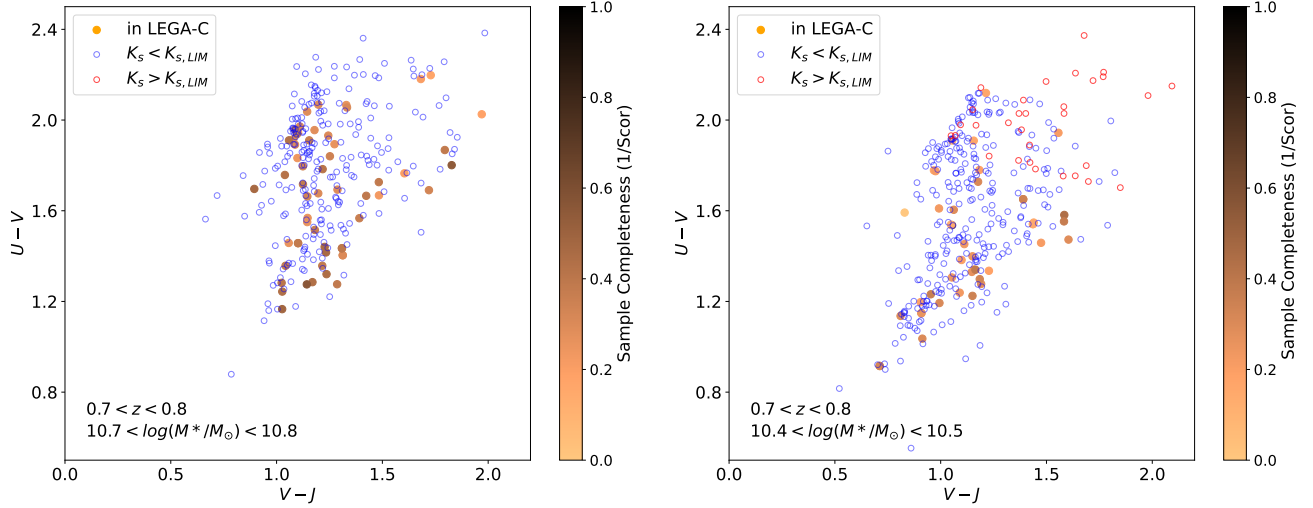 in LEGA-C
K_s < K_{s,LIM}
K_s > K_{s,LIM}
2.4
2.0
1.6
1.2
0.8
U − V
0.0 0.5 1.0 1.5 2.0
V − J
0.7 < z < 0.8
10.7 < log(M*/M_⊙) < 10.8
1.0
0.8
0.6
0.4
0.2
0.0
Sample Completeness (1/Scor)
in LEGA-C
K_s < K_{s,LIM}
K_s > K_{s,LIM}
2.4
2.0
1.6
1.2
0.8
U − V
0.0 0.5 1.0 1.5 2.0
V − J
0.7 < z < 0.8
10.4 < log(M*/M_⊙) < 10.5
1.0
0.8
0.6
0.4
0.2
0.0
Sample Completeness (1/Scor)